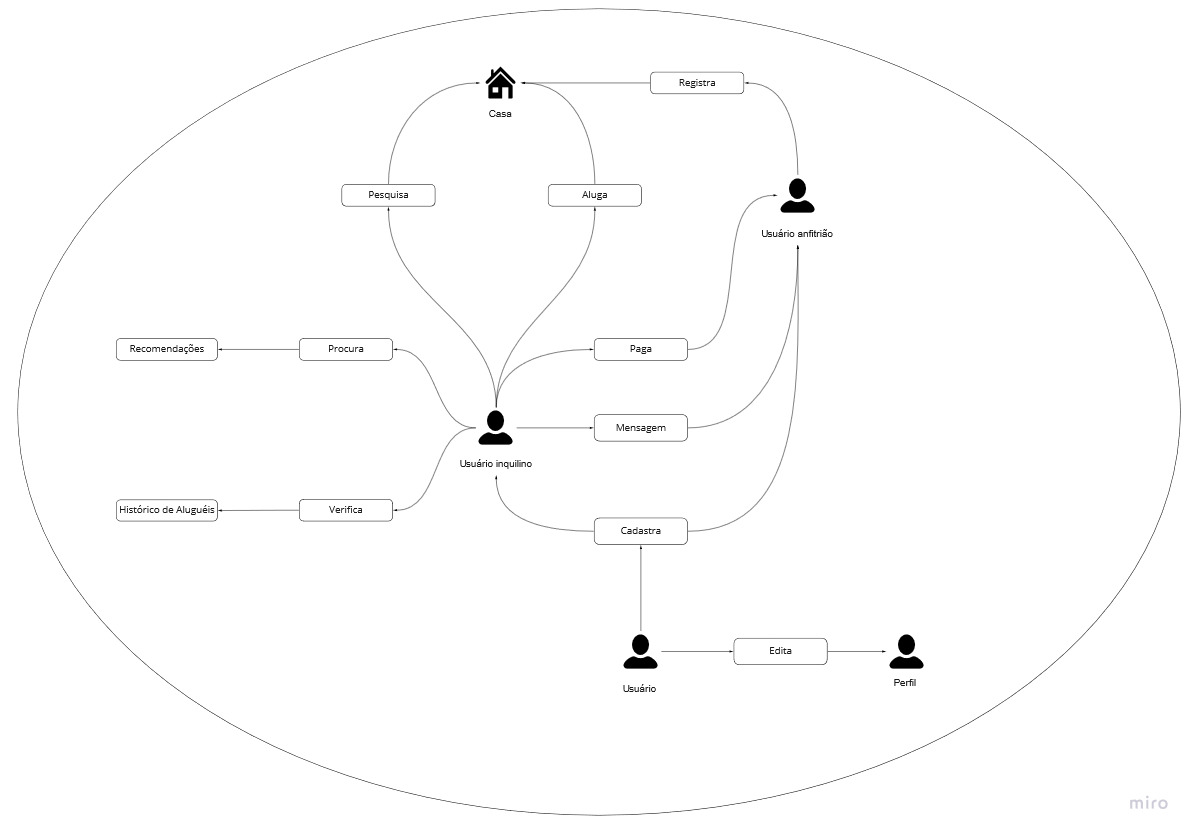 Registra
Casa
Pesquisa
Aluga
Usuário anfitrião
Recomendações
Procura
Paga
Mensagem
Usuário inquilino
Histórico de Aluguéis
Verifica
Cadastra
Edita
Usuário
Perfil
miro